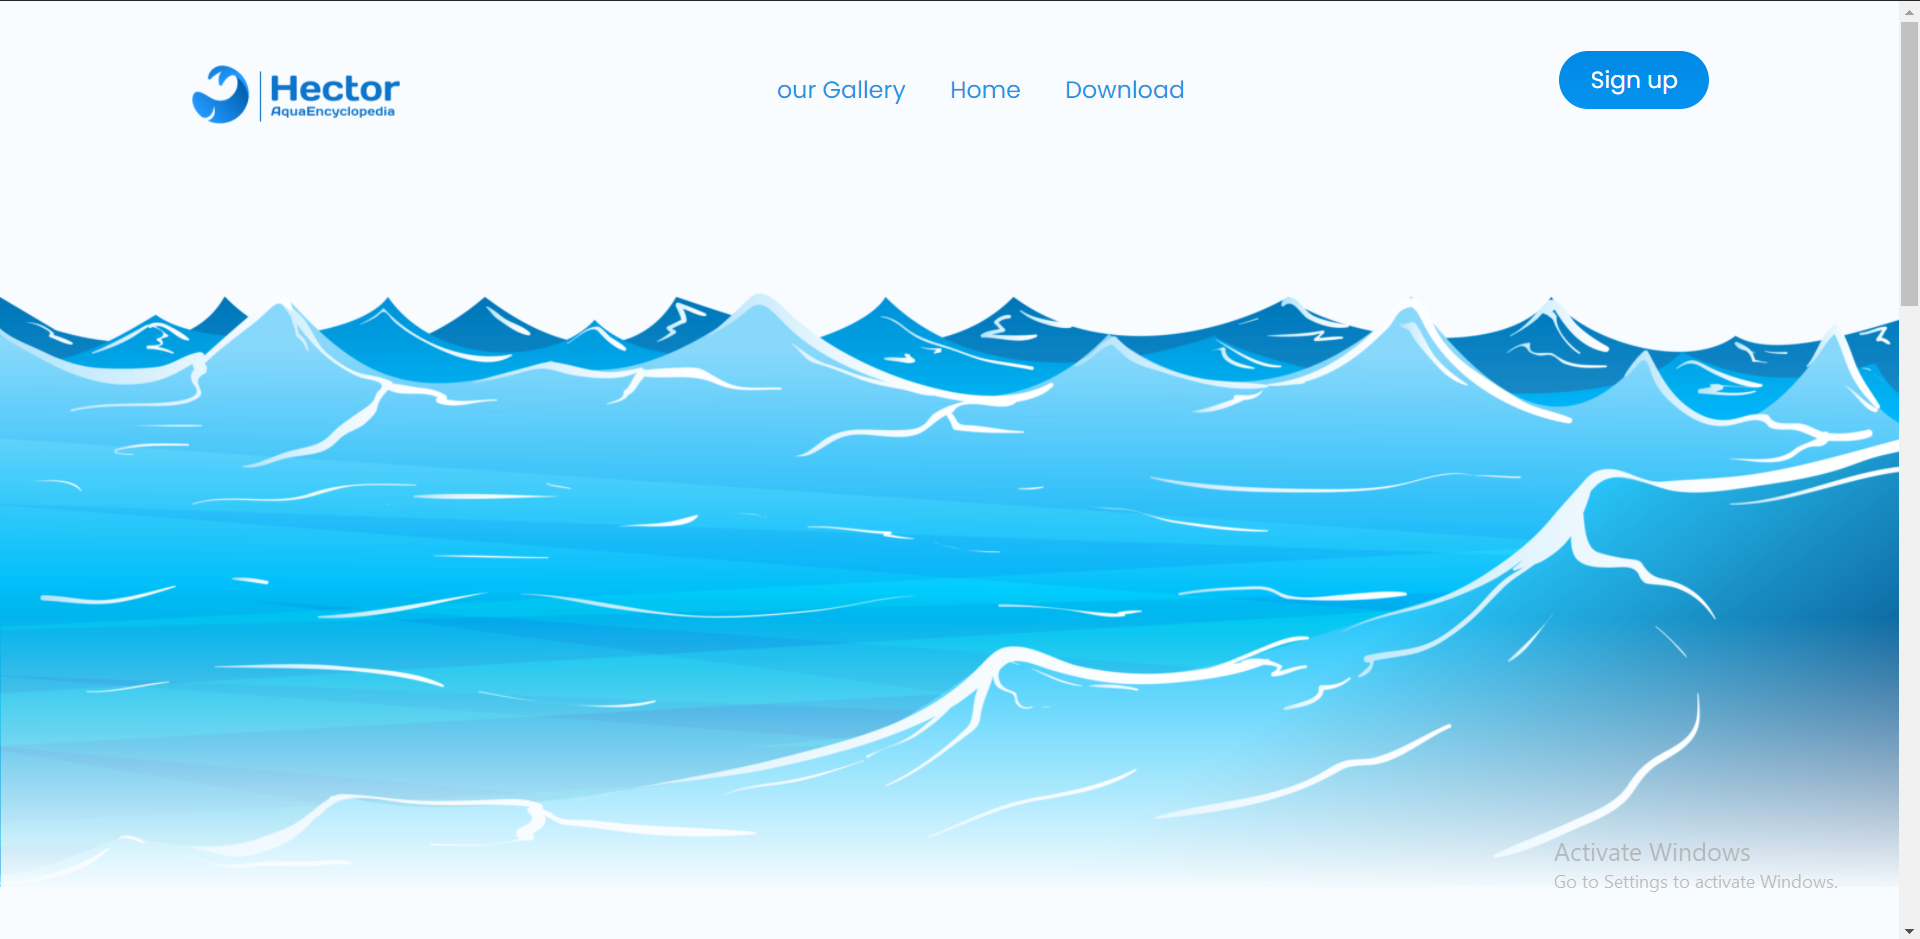 Hector
AquaEncyclopedia
our Gallery Home Download
Sign up
Activate Windows
Go to Settings to activate Windows.